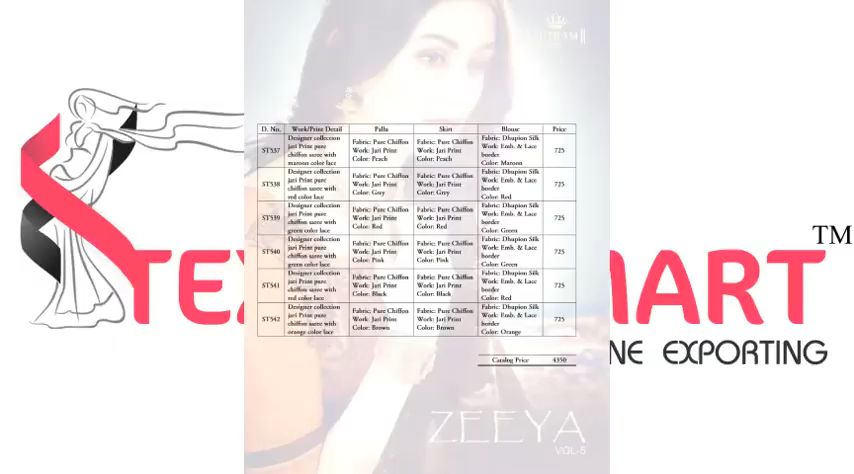 D. No. Work/Print Detail Pallu Skirt Blouse Price
ST537 Designer collection jari Print pure chiffon saree with maroon color lace Fabric: Pure Chiffon Work: Jari Print Color: Peach Fabric: Pure Chiffon Work: Jari Print Color: Peach Fabric: Dhupion Silk Work: Emb. & Lace border Color: Maroon 725
ST538 Designer collection jari Print pure chiffon saree with red color lace Fabric: Pure Chiffon Work: Jari Print Color: Grey Fabric: Pure Chiffon Work: Jari Print Color: Grey Fabric: Dhupion Silk Work: Emb. & Lace border Color: Red 725
ST539 Designer collection jari Print pure chiffon saree with green color lace Fabric: Pure Chiffon Work: Jari Print Color: Red Fabric: Pure Chiffon Work: Jari Print Color: Red Fabric: Dhupion Silk Work: Emb. & Lace border Color: Green 725
ST540 Designer collection jari Print pure chiffon saree with green color lace Fabric: Pure Chiffon Work: Jari Print Color: Pink Fabric: Pure Chiffon Work: Jari Print Color: Pink Fabric: Dhupion Silk Work: Emb. & Lace border Color: Green 725
ST541 Designer collection jari Print pure chiffon saree with red color lace Fabric: Pure Chiffon Work: Jari Print Color: Black Fabric: Pure Chiffon Work: Jari Print Color: Black Fabric: Dhupion Silk Work: Emb. & Lace border Color: Red 725
ST542 Designer collection jari Print pure chiffon saree with orange color lace Fabric: Pure Chiffon Work: Jari Print Color: Brown Fabric: Pure Chiffon Work: Jari Print Color: Brown Fabric: Dhupion Silk Work: Emb. & Lace border Color: Orange 725
Catalog Price 4350
TEX MART TM
NE EXPORTING
ZEEYA
VOL-5